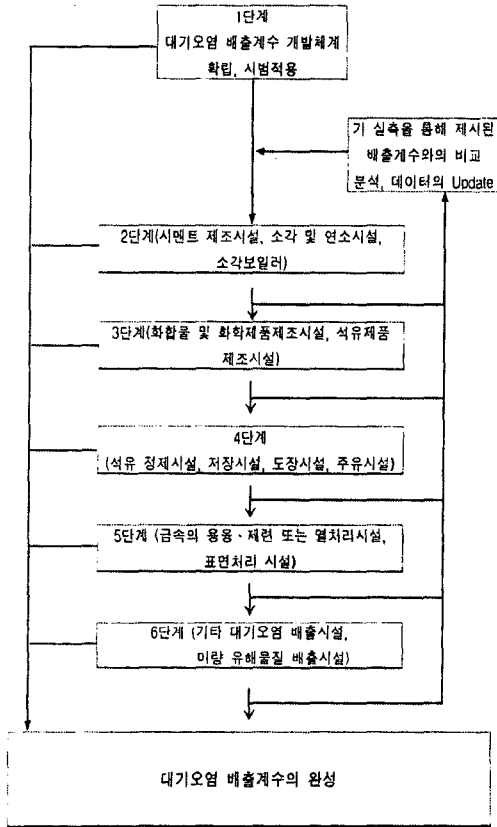 1단계
대기오염 배출계수 개발체계
확립, 시범적용
기 실측을 통해 제시된
배출계수와의 비교
분석, 데이터의 Update
2단계(시멘트 제조시설, 소각 및 연소시설,
소각보일러)
3단계(화합물 및 화학제품제조시설, 석유제품
제조시설)
4단계
(석유 정제시설, 저장시설, 도장시설, 주유시설)
5단계 (금속의 용융·제련 또는 열처리시설,
표면처리 시설)
6단계 (기타 대기오염 배출시설,
미량 유해물질 배출시설)
대기오염 배출계수의 완성